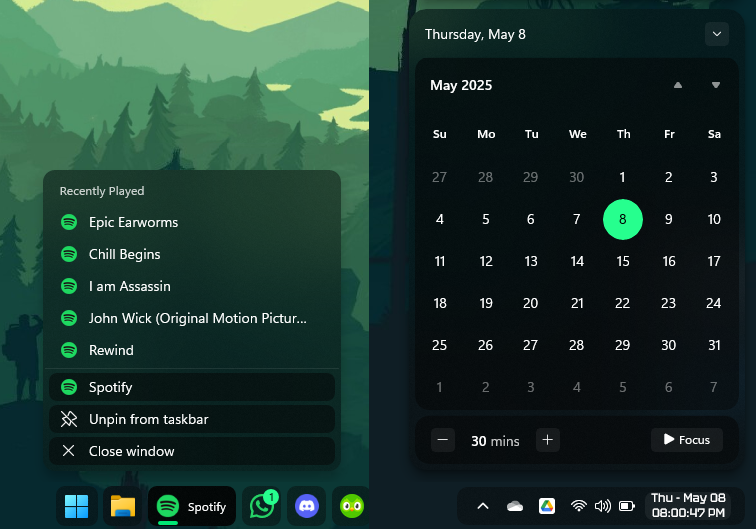 Recently Played
Epic Earworms
Chill Begins
I am Assassin
John Wick (Original Motion Pictur...
Rewind
Spotify
Unpin from taskbar
Close window
Spotify
1
Thursday, May 8
May 2025
Su Mo Tu We Th Fr Sa
27 28 29 30 1 2 3
4 5 6 7 8 9 10
11 12 13 14 15 16 17
18 19 20 21 22 23 24
25 26 27 28 29 30 31
1 2 3 4 5 6 7
30 mins
Focus
Thu - May 08
08:00:47 PM